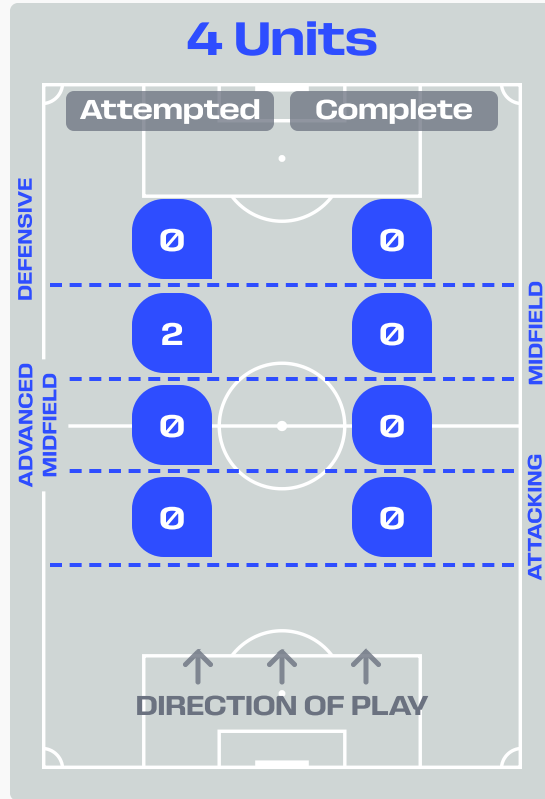 4 Units
Attempted Complete
DEFENSIVE
0 0
2 0
MIDFIELD
ADVANCED
MIDFIELD
0 0
ATTACKING
0 0
DIRECTION OF PLAY